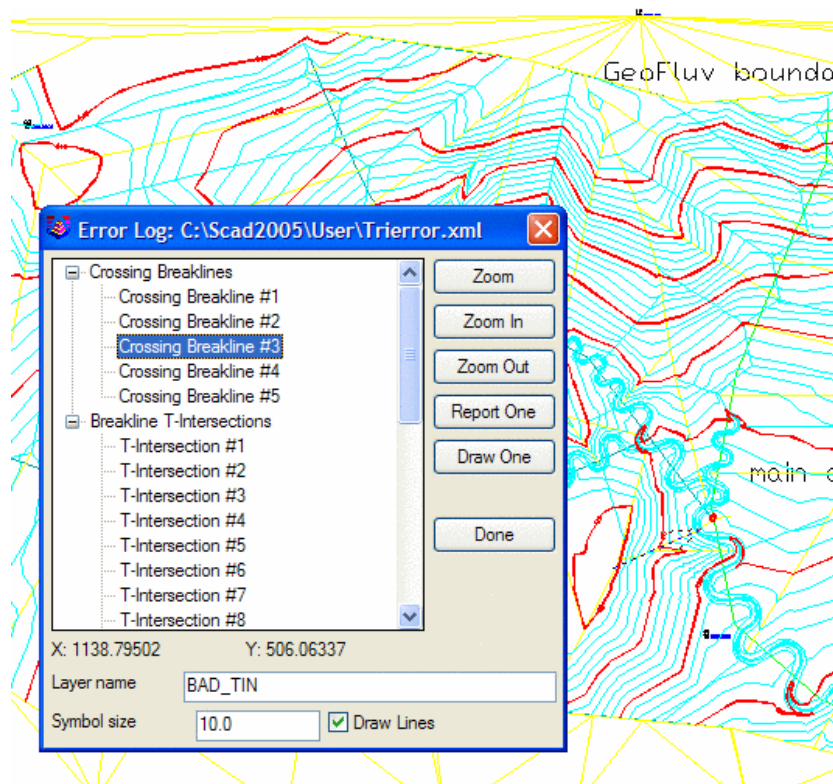 GeoFluv bounda
Error Log: C:\Scad2005\User\Trierror.xml
Crossing Breaklines
Crossing Breakline #1
Crossing Breakline #2
Crossing Breakline #3
Crossing Breakline #4
Crossing Breakline #5
Breakline T-Intersections
T-Intersection #1
T-Intersection #2
T-Intersection #3
T-Intersection #4
T-Intersection #5
T-Intersection #6
T-Intersection #7
T-Intersection #8
Zoom
Zoom In
Zoom Out
Report One
Draw One
Done
main
X: 1138.79502 Y: 506.06337
Layer name BAD_TIN
Symbol size 10.0 Draw Lines